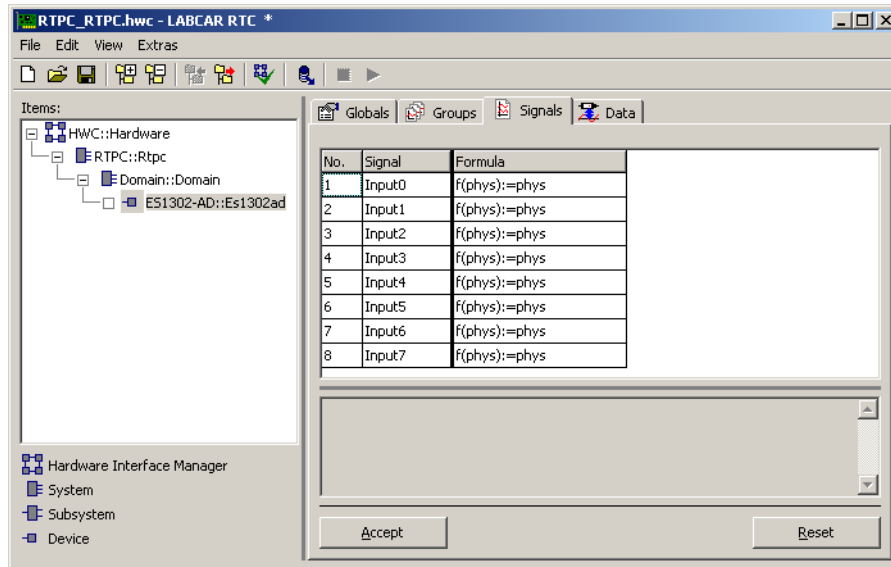 RTPC_RTPC.hwc - LABCAR RTC *
File Edit View Extras
Items:
HWC::Hardware
RTPC::Rtpc
Domain::Domain
ES1302-AD::Es1302ad
Hardware Interface Manager
System
Subsystem
Device
Globals Groups Signals Data
No. Signal Formula
1 Input0 f(phys):=phys
2 Input1 f(phys):=phys
3 Input2 f(phys):=phys
4 Input3 f(phys):=phys
5 Input4 f(phys):=phys
6 Input5 f(phys):=phys
7 Input6 f(phys):=phys
8 Input7 f(phys):=phys
Accept Reset